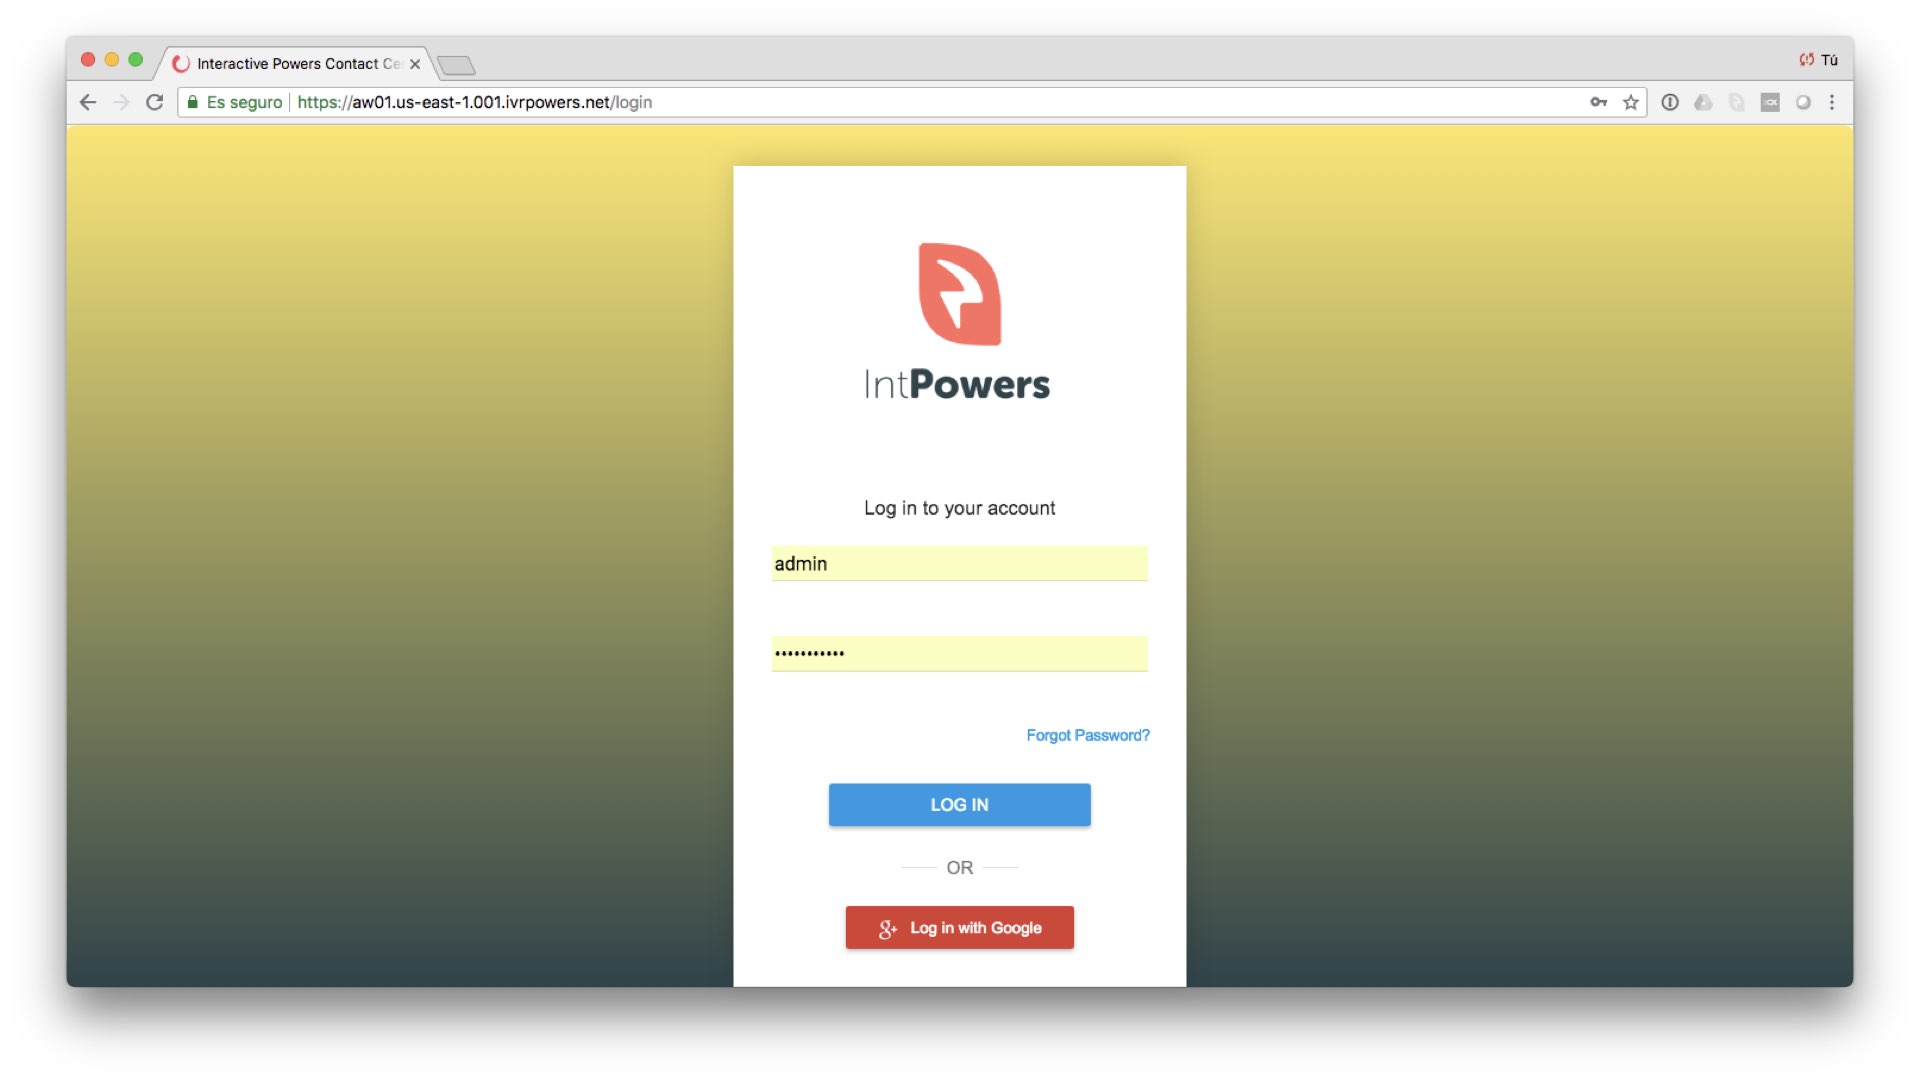 Interactive Powers Contact Ce
Tú
Es seguro
https://aw01.us-east-1.001.ivrpowers.net/login
IntPowers
Log in to your account
admin
•••••••••••
Forgot Password?
LOG IN
OR
g+ Log in with Google